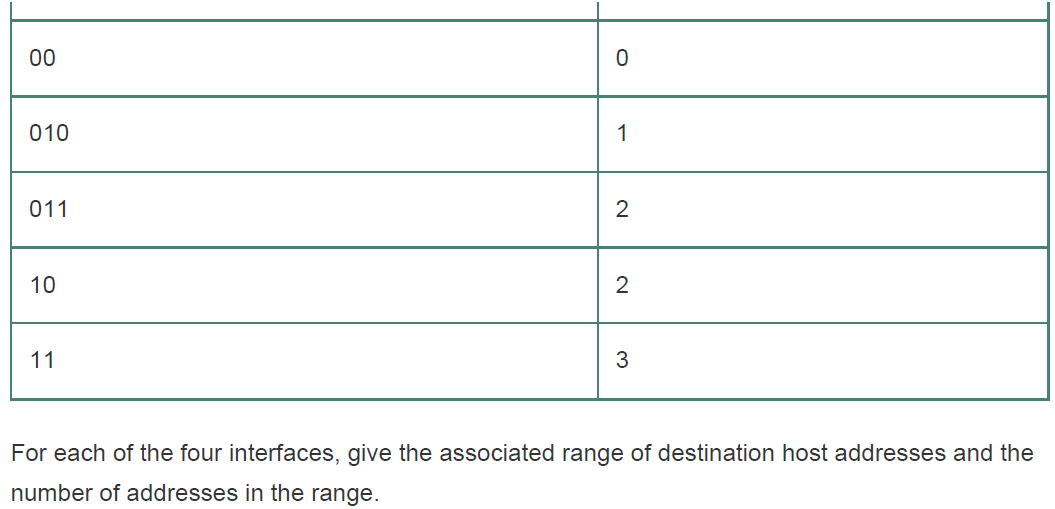 00 0
010 1
011 2
10 2
11 3
For each of the four interfaces, give the associated range of destination host addresses and the
number of addresses in the range.